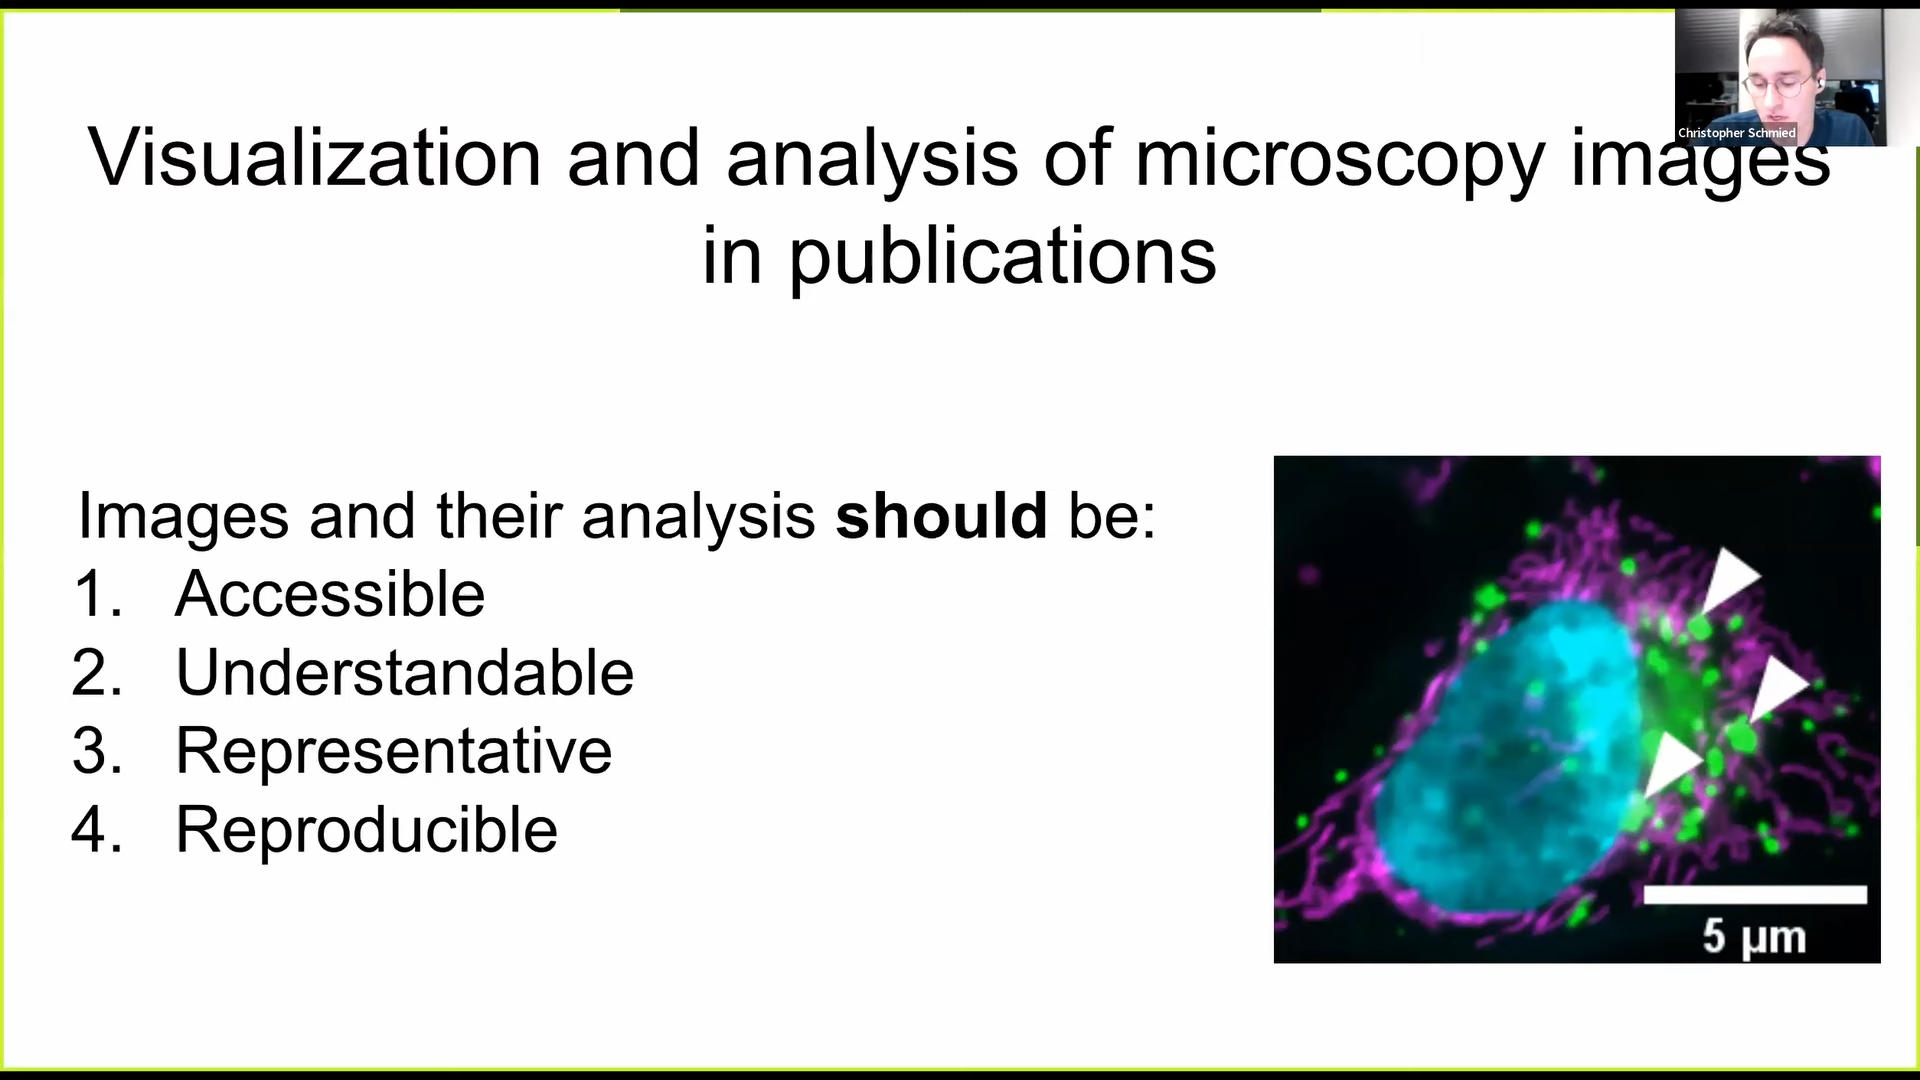 Christopher Schmied
Visualization and analysis of microscopy images
in publications
Images and their analysis should be:
1. Accessible
2. Understandable
3. Representative
4. Reproducible
5 µm